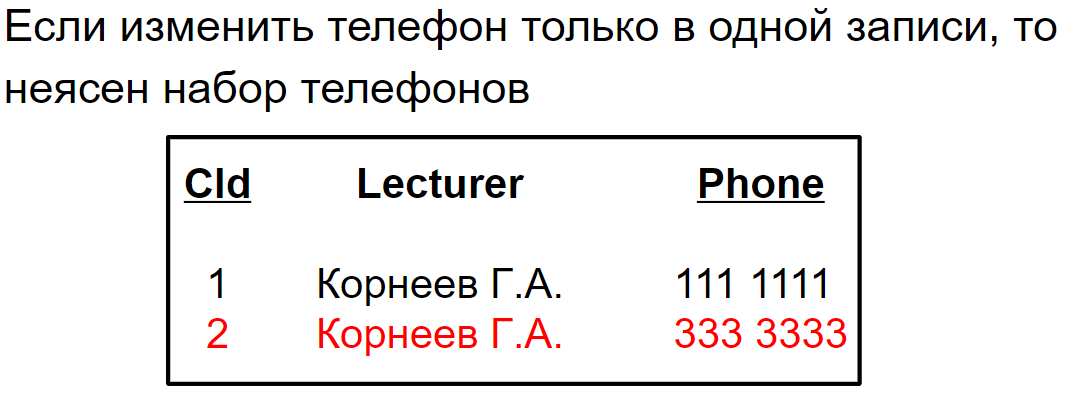 Если изменить телефон только в одной записи, то
неясен набор телефонов
CId Lecturer Phone
1 Корнеев Г.А. 111 1111
2 Корнеев Г.А. 333 3333